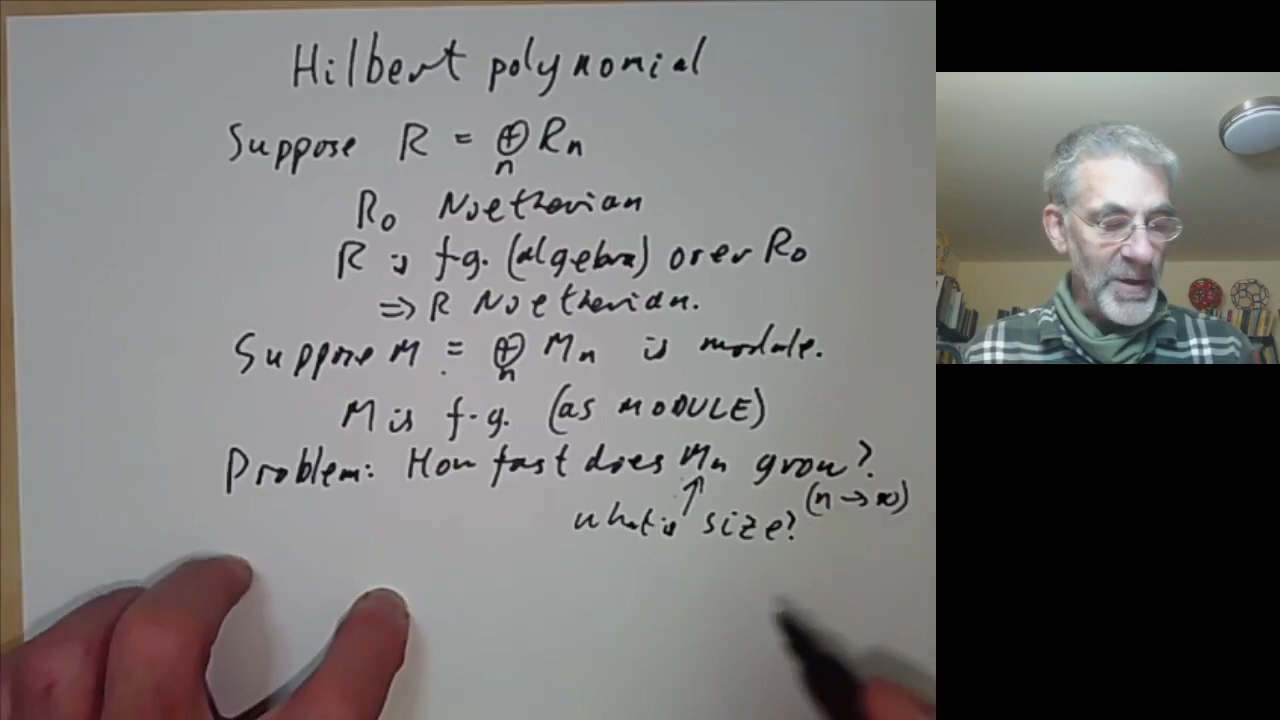 Hilbert polynomial
Suppose R = ⊕ Rn
n
R0 Noetherian
R is f.g. (algebra) over R0
⇒ R Noetherian.
Suppose M = ⊕ Mn is module.
n
M is f.g. (as MODULE)
Problem: How fast does Mn grow?
(n → ∞)
↑
what is size?